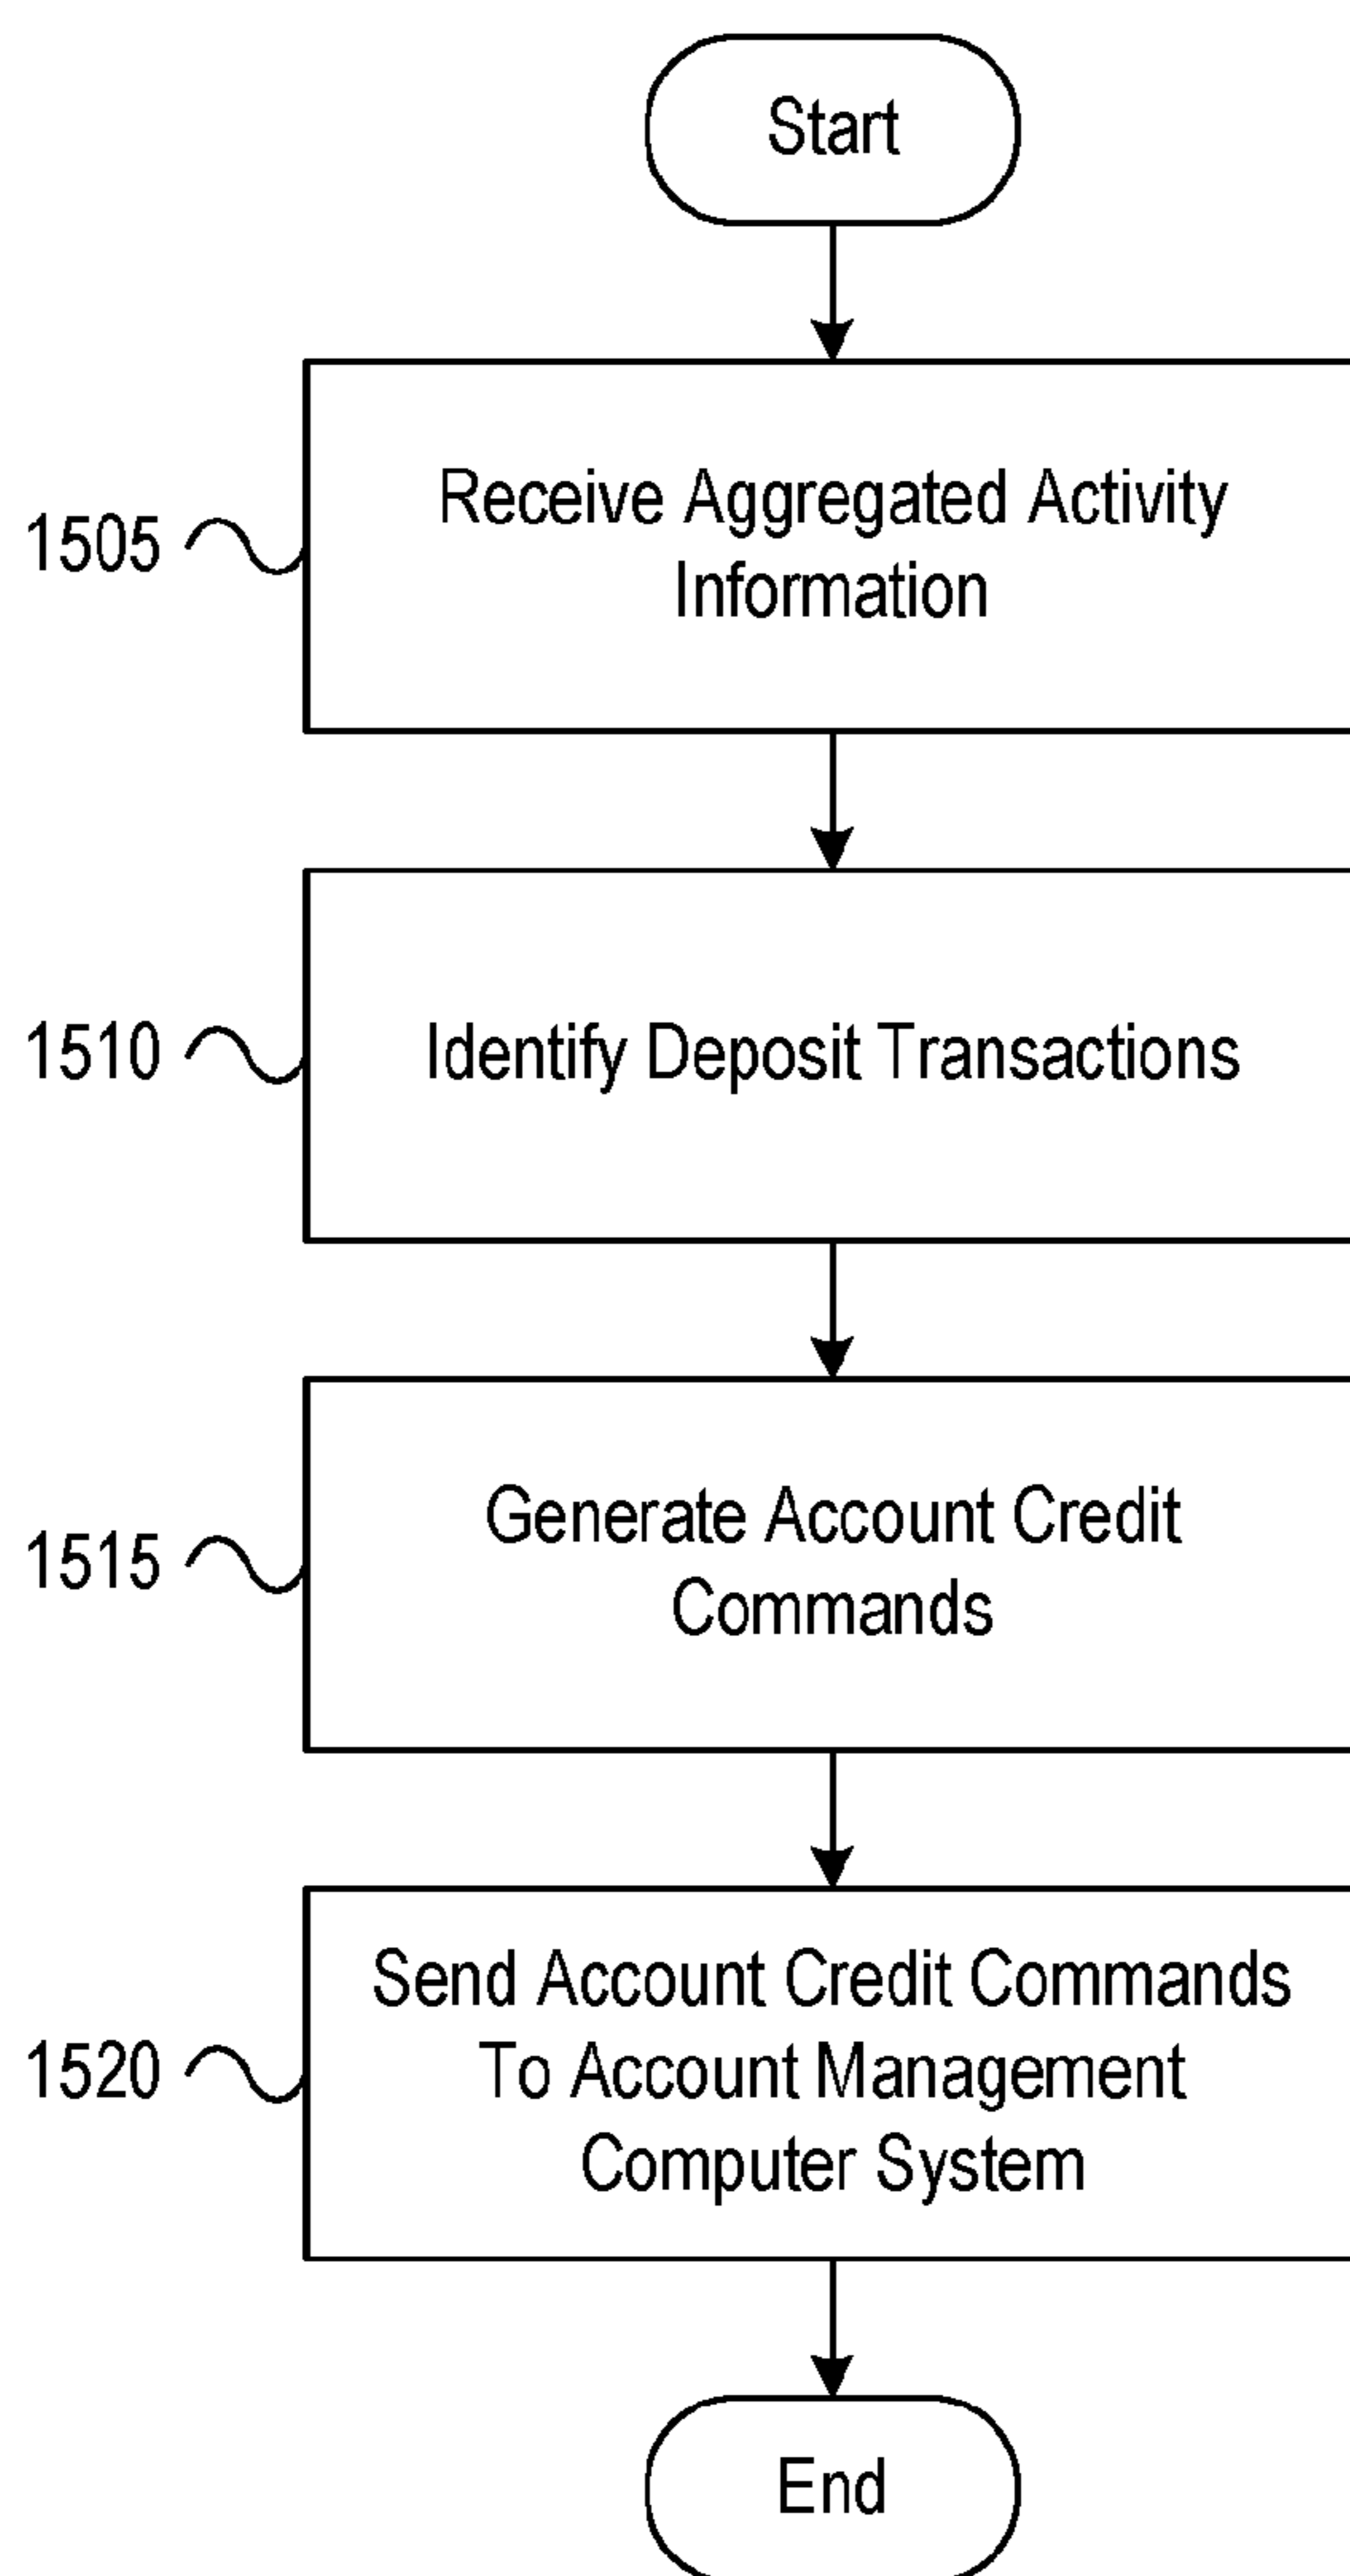 Start
1505
Receive Aggregated Activity
Information
1510
Identify Deposit Transactions
1515
Generate Account Credit
Commands
1520
Send Account Credit Commands
To Account Management
Computer System
End